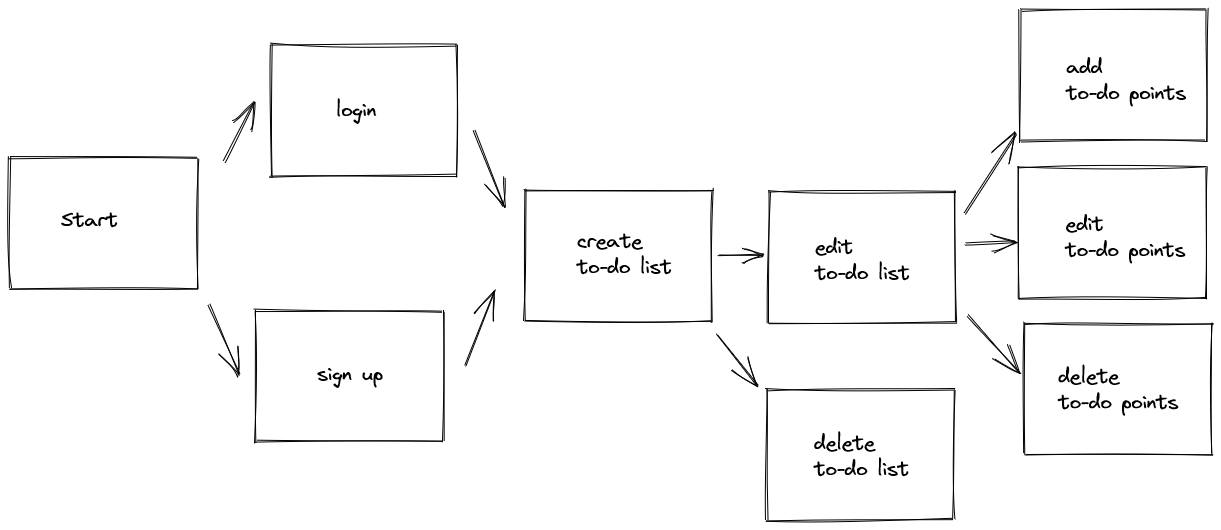 Start
login
sign up
create
to-do list
edit
to-do list
delete
to-do list
add
to-do points
edit
to-do points
delete
to-do points